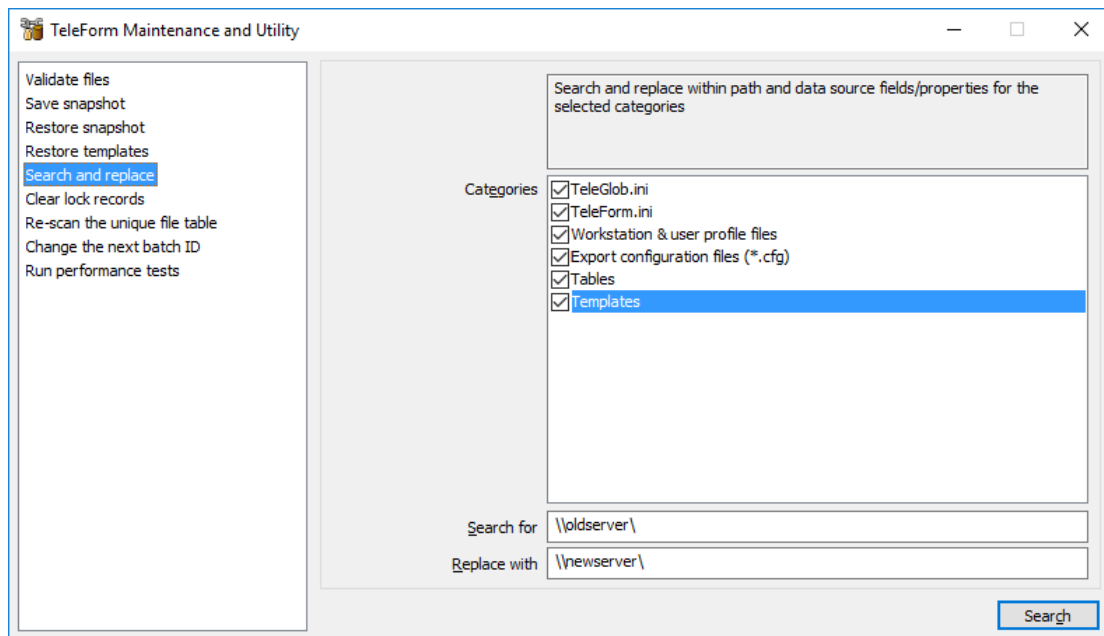 TeleForm Maintenance and Utility
Validate files
Save snapshot
Restore snapshot
Restore templates
Search and replace
Clear lock records
Re-scan the unique file table
Change the next batch ID
Run performance tests
Search and replace within path and data source fields/properties for the
selected categories
Categories
TeleGlob.ini
TeleForm.ini
Workstation & user profile files
Export configuration files (*.cfg)
Tables
Templates
Search for
\\oldserver\
Replace with
\\newserver\
Search